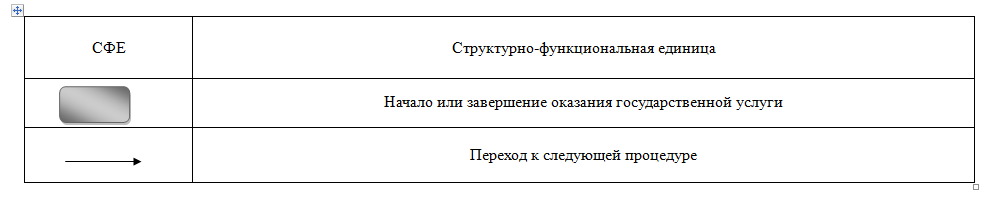 СФЕ
Структурно-функциональная единица
Начало или завершение оказания государственной услуги
Переход к следующей процедуре